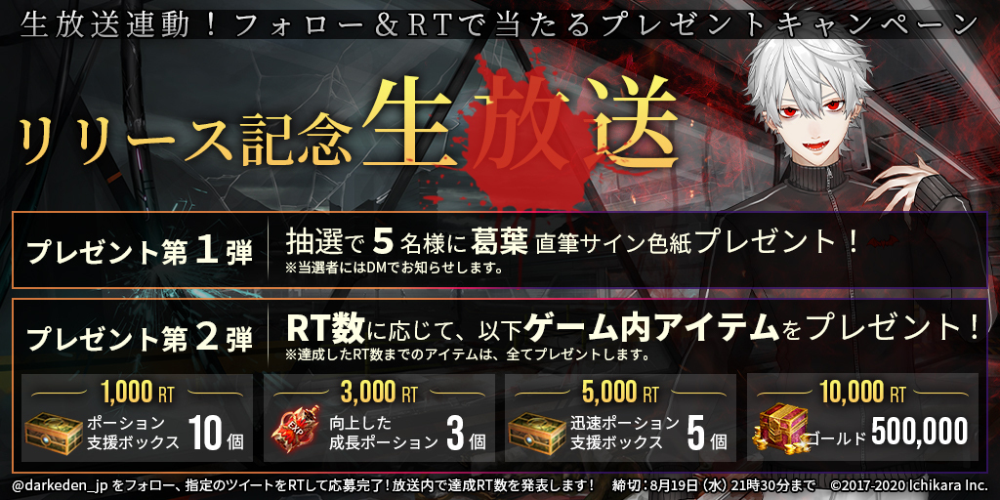 生放送連動！フォロー＆RTで当たるプレゼントキャンペーン
リリース記念生放送
プレゼント第1弾
抽選で5名様に葛葉 直筆サイン色紙プレゼント！
※当選者にはDMでお知らせします。
プレゼント第2弾
RT数に応じて、以下ゲーム内アイテムをプレゼント！
※達成したRT数までのアイテムは、全てプレゼントします。
1,000 RT
ポーション
支援ボックス 10個
3,000 RT
EXP
向上した
成長ポーション 3個
5,000 RT
迅速ポーション
支援ボックス 5個
10,000 RT
ゴールド 500,000
@darkeden_jp をフォロー、指定のツイートをRTして応募完了！放送内で達成RT数を発表します！ 締切：8月19日（水）21時30分まで ©2017-2020 Ichikara Inc.